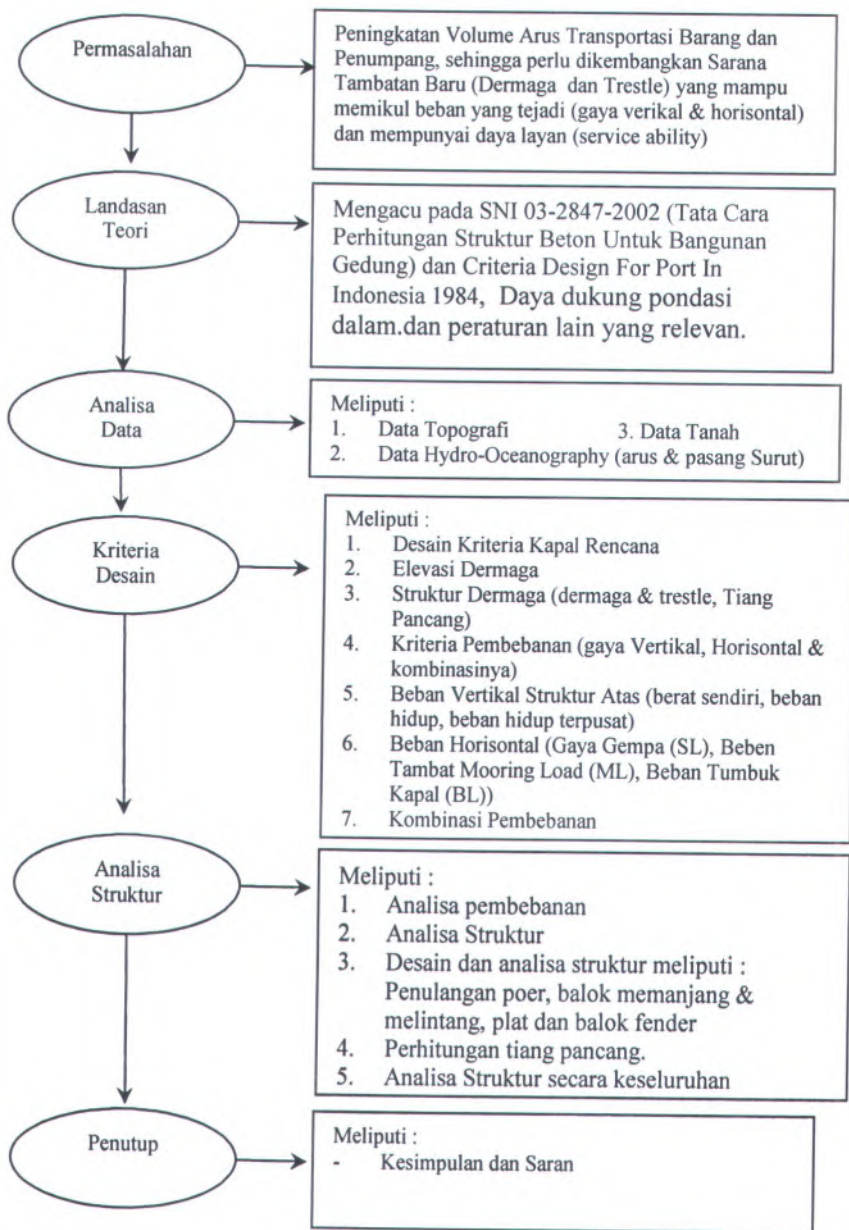 Permasalahan
Peningkatan Volume Arus Transportasi Barang dan
Penumpang, sehingga perlu dikembangkan Sarana
Tambatan Baru (Dermaga dan Trestle) yang mampu
memikul beban yang tejadi (gaya verikal & horisontal)
dan mempunyai daya layan (service ability)
Landasan
Teori
Mengacu pada SNI 03-2847-2002 (Tata Cara
Perhitungan Struktur Beton Untuk Bangunan
Gedung) dan Criteria Design For Port In
Indonesia 1984, Daya dukung pondasi
dalam.dan peraturan lain yang relevan.
Analisa
Data
Meliputi :
1. Data Topografi 3. Data Tanah
2. Data Hydro-Oceanography (arus & pasang Surut)
Kriteria
Desain
Meliputi :
1. Desain Kriteria Kapal Rencana
2. Elevasi Dermaga
3. Struktur Dermaga (dermaga & trestle, Tiang
Pancang)
4. Kriteria Pembebanan (gaya Vertikal, Horisontal &
kombinasinya)
5. Beban Vertikal Struktur Atas (berat sendiri, beban
hidup, beban hidup terpusat)
6. Beban Horisontal (Gaya Gempa (SL), Beben
Tambat Mooring Load (ML), Beban Tumbuk
Kapal (BL))
7. Kombinasi Pembebanan
Analisa
Struktur
Meliputi :
1. Analisa pembebanan
2. Analisa Struktur
3. Desain dan analisa struktur meliputi :
Penulangan poer, balok memanjang &
melintang, plat dan balok fender
4. Perhitungan tiang pancang.
5. Analisa Struktur secara keseluruhan
Penutup
Meliputi :
- Kesimpulan dan Saran